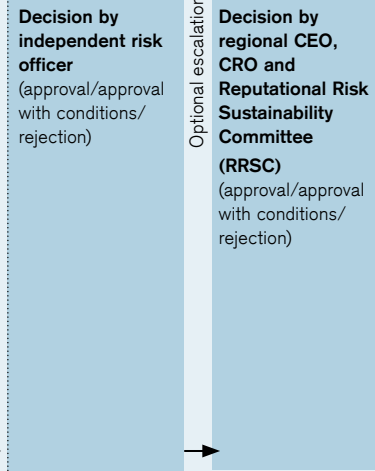 Decision by
independent risk
officer
(approval/approval
with conditions/
rejection)
Optional escalation
Decision by
regional CEO,
CRO and
Reputational Risk
Sustainability
Committee
(RRSC)
(approval/approval
with conditions/
rejection)